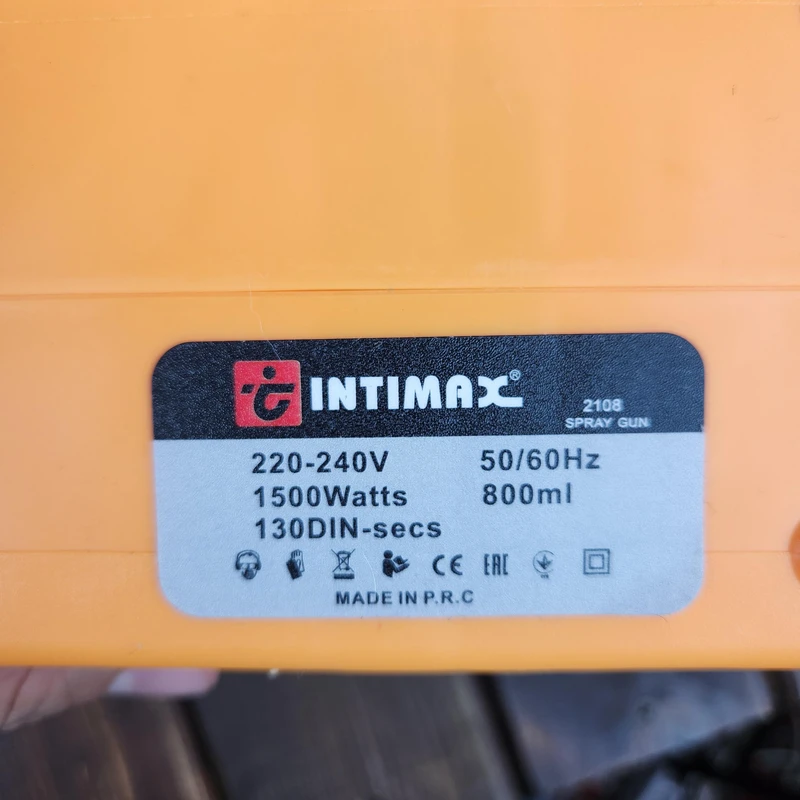 INTIMAX®
2108
SPRAY GUN
220-240V 50/60Hz
1500Watts 800ml
130DIN-secs
CE EAC
MADE IN P.R.C